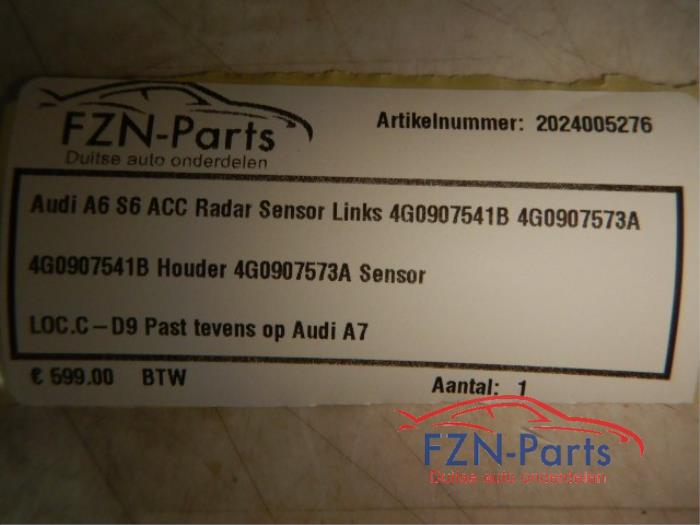 FZN-Parts
Duitse auto onderdelen
Artikelnummer: 2024005276
Audi A6 S6 ACC Radar Sensor Links 4G0907541B 4G0907573A
4G0907541B Houder 4G0907573A Sensor
LOC.C-D9 Past tevens op Audi A7
€ 599.00 BTW
Aantal: 1
FZN-Parts
Duitse auto onderdelen